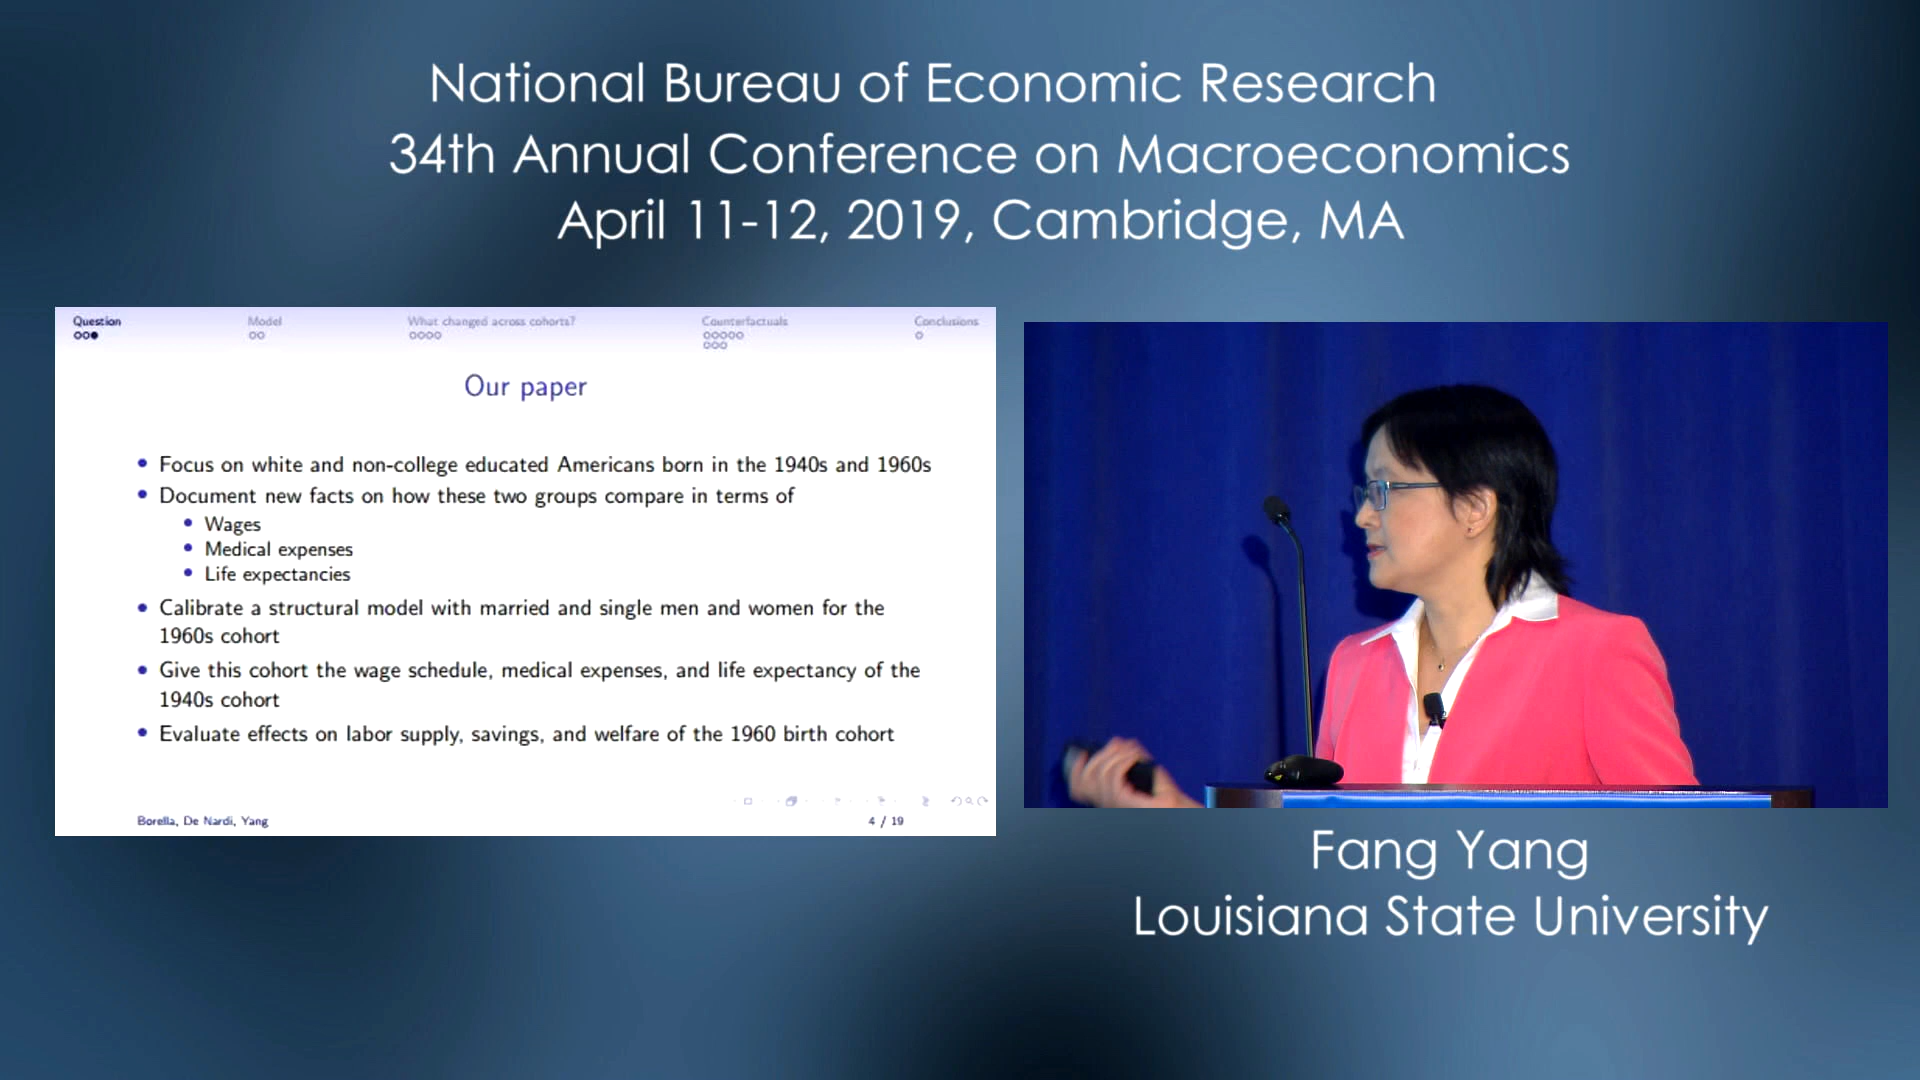 National Bureau of Economic Research
34th Annual Conference on Macroeconomics
April 11-12, 2019, Cambridge, MA
Question
Model
What changed across cohorts?
Counterfactuals
Conclusions
Our paper
• Focus on white and non-college educated Americans born in the 1940s and 1960s
• Document new facts on how these two groups compare in terms of
• Wages
• Medical expenses
• Life expectancies
• Calibrate a structural model with married and single men and women for the
1960s cohort
• Give this cohort the wage schedule, medical expenses, and life expectancy of the
1940s cohort
• Evaluate effects on labor supply, savings, and welfare of the 1960 birth cohort
Borella, De Nardi, Yang
4 / 19
Fang Yang
Louisiana State University